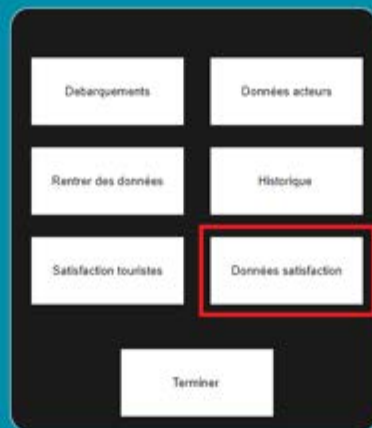 Debarquements
Données acteurs
Rentrer des données
Historique
Satisfaction touristes
Données satisfaction
Terminer